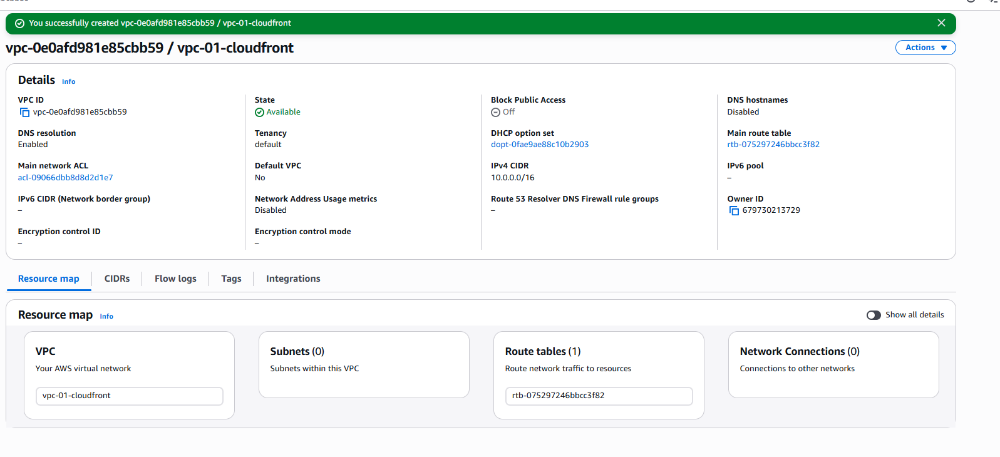 You successfully created vpc-0e0afd981e85cbb59 / vpc-01-cloudfront
vpc-0e0afd981e85cbb59 / vpc-01-cloudfront
Actions
Details Info
VPC ID
vpc-0e0afd981e85cbb59
State
Available
Block Public Access
Off
DNS hostnames
Disabled
DNS resolution
Enabled
Tenancy
default
DHCP option set
dopt-0fae9ae88c10b2903
Main route table
rtb-075297246bbcc3f82
Main network ACL
acl-09066dbb8d8d2d1e7
Default VPC
No
IPv4 CIDR
10.0.0.0/16
IPv6 pool
–
IPv6 CIDR (Network border group)
–
Network Address Usage metrics
Disabled
Route 53 Resolver DNS Firewall rule groups
–
Owner ID
679730213729
Encryption control ID
–
Encryption control mode
–
Resource map
CIDRs
Flow logs
Tags
Integrations
Resource map Info
Show all details
VPC
Your AWS virtual network
vpc-01-cloudfront
Subnets (0)
Subnets within this VPC
Route tables (1)
Route network traffic to resources
rtb-075297246bbcc3f82
Network Connections (0)
Connections to other networks